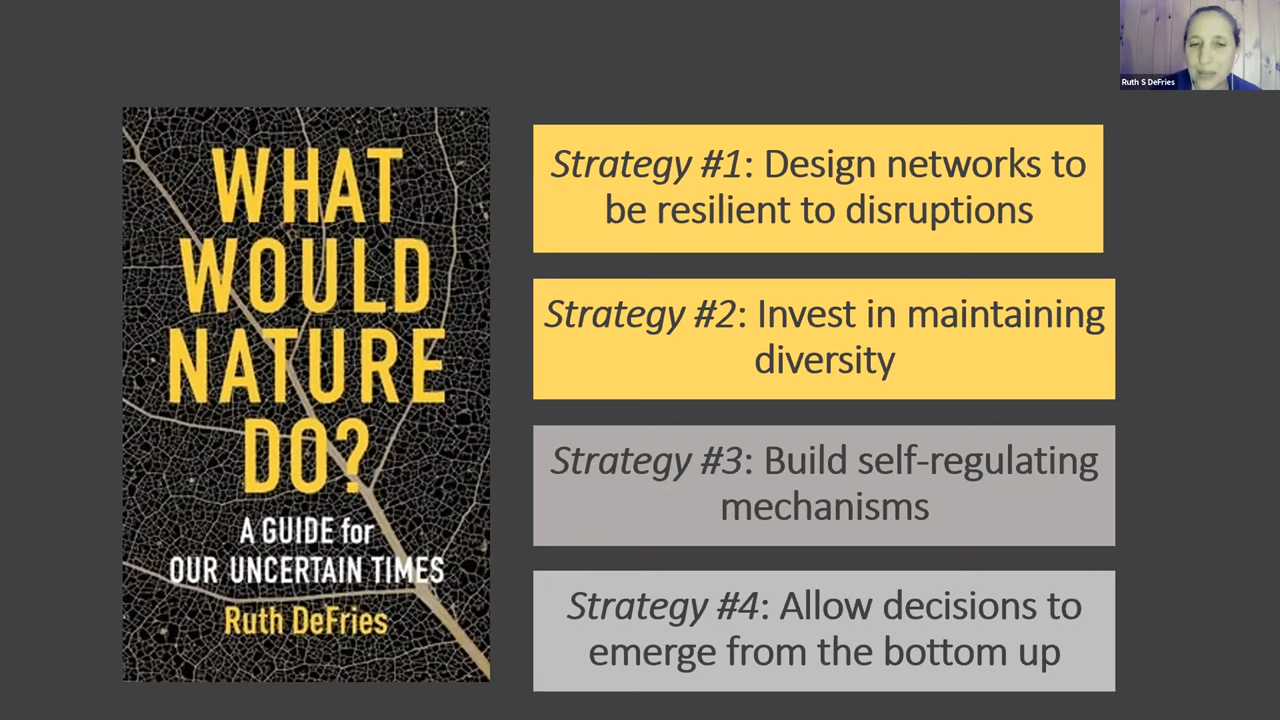 Ruth S DeFries
WHAT
WOULD
NATURE
DO?
A GUIDE for
OUR UNCERTAIN TIMES
Ruth DeFries
Strategy #1: Design networks to
be resilient to disruptions
Strategy #2: Invest in maintaining
diversity
Strategy #3: Build self-regulating
mechanisms
Strategy #4: Allow decisions to
emerge from the bottom up